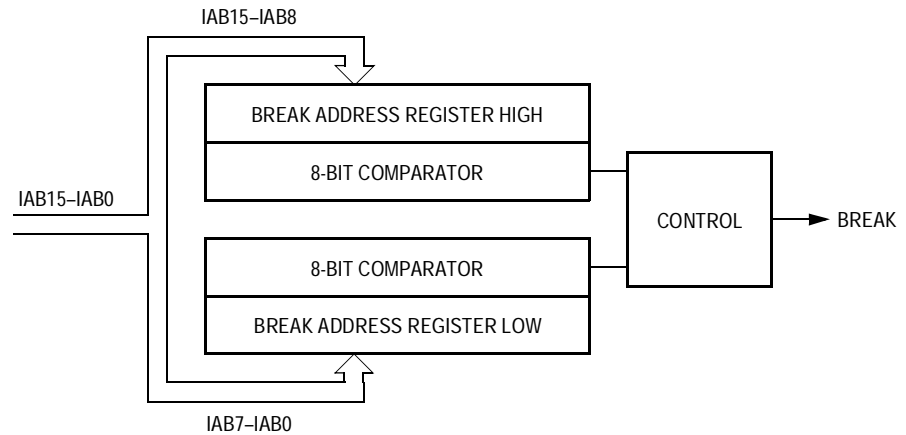 IAB15–IAB8
BREAK ADDRESS REGISTER HIGH
8-BIT COMPARATOR
IAB15–IAB0
CONTROL
BREAK
8-BIT COMPARATOR
BREAK ADDRESS REGISTER LOW
IAB7–IAB0